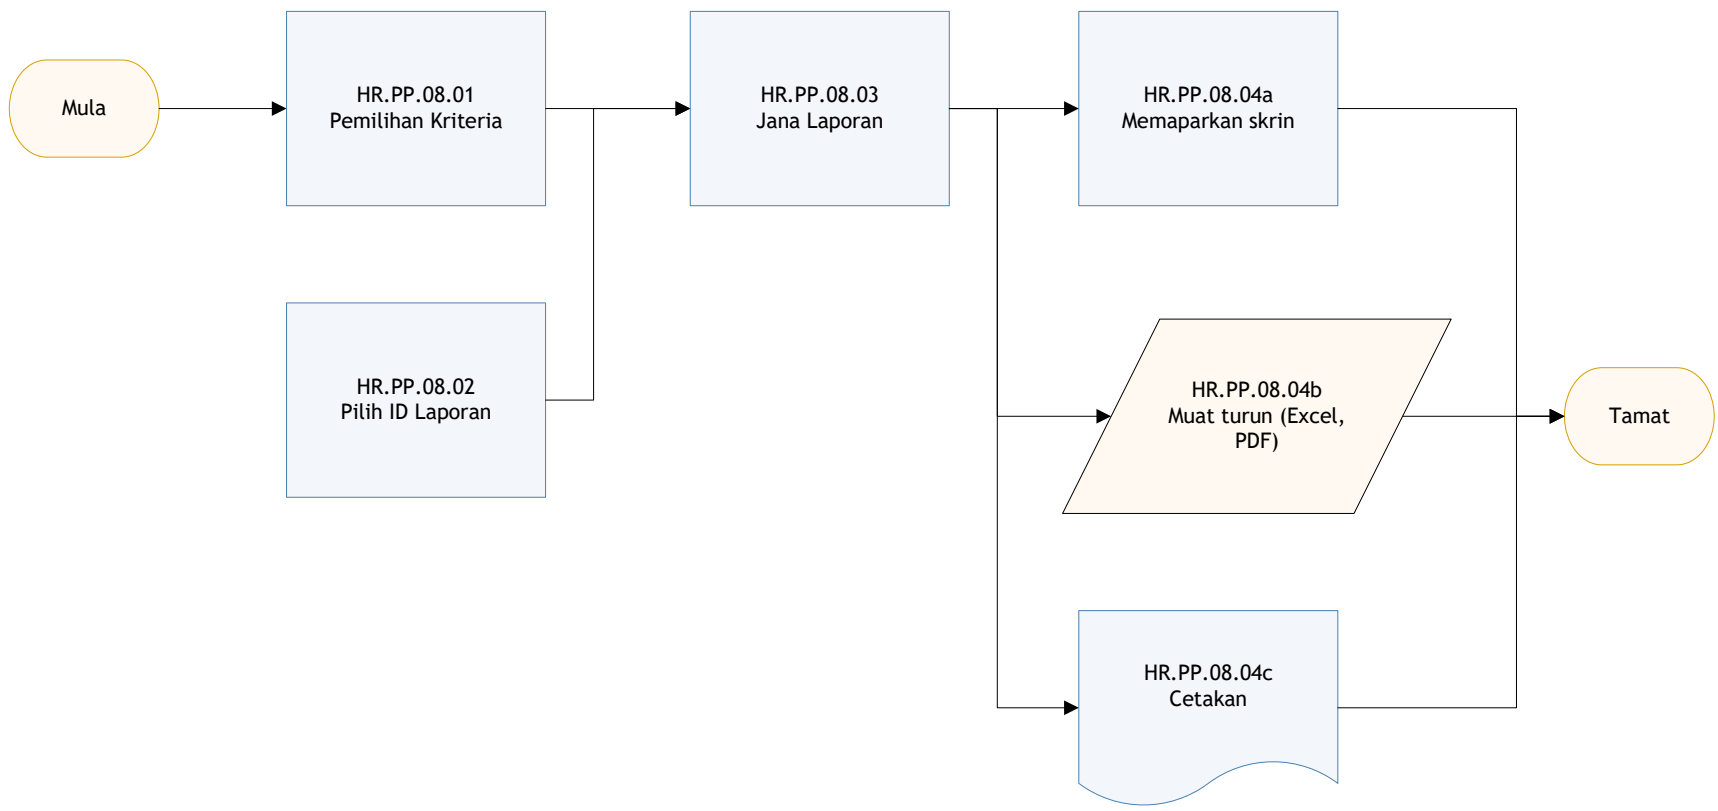 Mula
HR.PP.08.01
Pemilihan Kriteria
HR.PP.08.02
Pilih ID Laporan
HR.PP.08.03
Jana Laporan
HR.PP.08.04a
Memaparkan skrin
HR.PP.08.04b
Muat turun (Excel,
PDF)
HR.PP.08.04c
Cetakan
Tamat